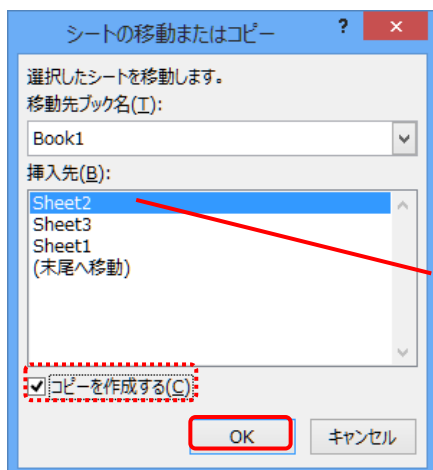 シートの移動またはコピー ? ×
選択したシートを移動します。
移動先ブック名(T):
Book1
挿入先(B):
Sheet2
Sheet3
Sheet1
(末尾へ移動)
コピーを作成する(C)
OK キャンセル